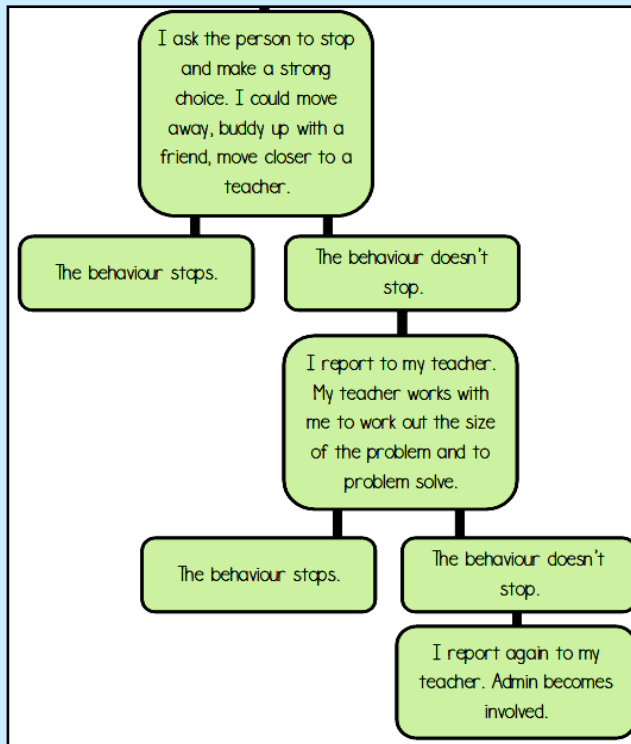 I ask the person to stop
and make a strong
choice. I could move
away, buddy up with a
friend, move closer to a
teacher.
The behaviour stops.
The behaviour doesn't
stop.
I report to my teacher.
My teacher works with
me to work out the size
of the problem and to
problem solve.
The behaviour stops.
The behaviour doesn't
stop.
I report again to my
teacher. Admin becomes
involved.